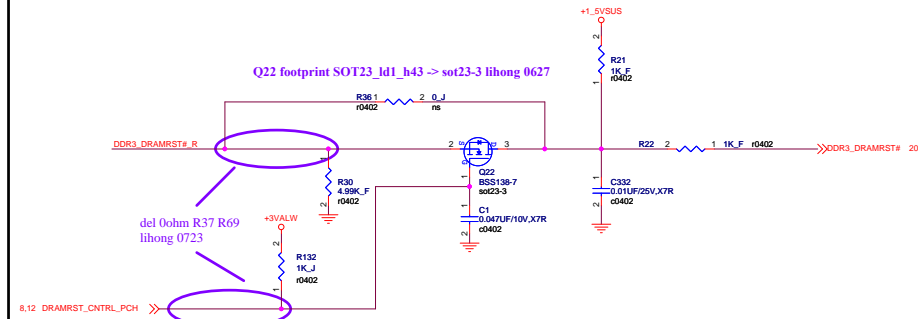 +1_5VSUS
2
R21
1K_F
r0402
1
Q22 footprint SOT23_ld1_h43 -> sot23-3 lihong 0627
R36 1
2 0_J
r0402
ns
DDR3_DRAMRST#_R
2
S
D
3
G
R22 2
1 1K_F r0402
DDR3_DRAMRST# 20
1
R30
4.99K_F
r0402
2
1
Q22
BSS138-7
sot23-3
1
C332
0.01UF/25V,X7R
c0402
2
1
C1
0.047UF/10V,X7R
c0402
2
del 0ohm R37 R69
lihong 0723
+3VALW
2
R132
1K_J
r0402
1
8,12 DRAMRST_CNTRL_PCH